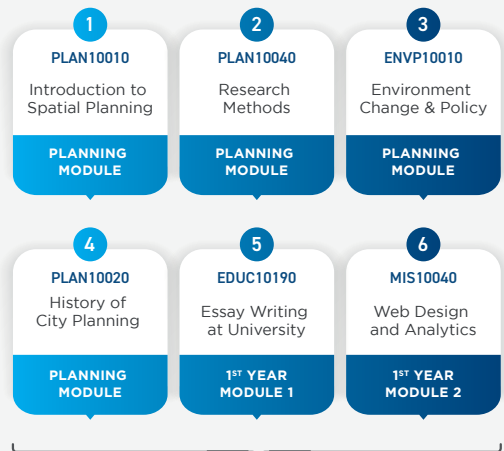 1
PLAN10010
Introduction to
Spatial Planning
PLANNING
MODULE
2
PLAN10040
Research
Methods
PLANNING
MODULE
3
ENVP10010
Environment
Change & Policy
PLANNING
MODULE
4
PLAN10020
History of
City Planning
PLANNING
MODULE
5
EDUC10190
Essay Writing
at University
1ST YEAR
MODULE 1
6
MIS10040
Web Design
and Analytics
1ST YEAR
MODULE 2